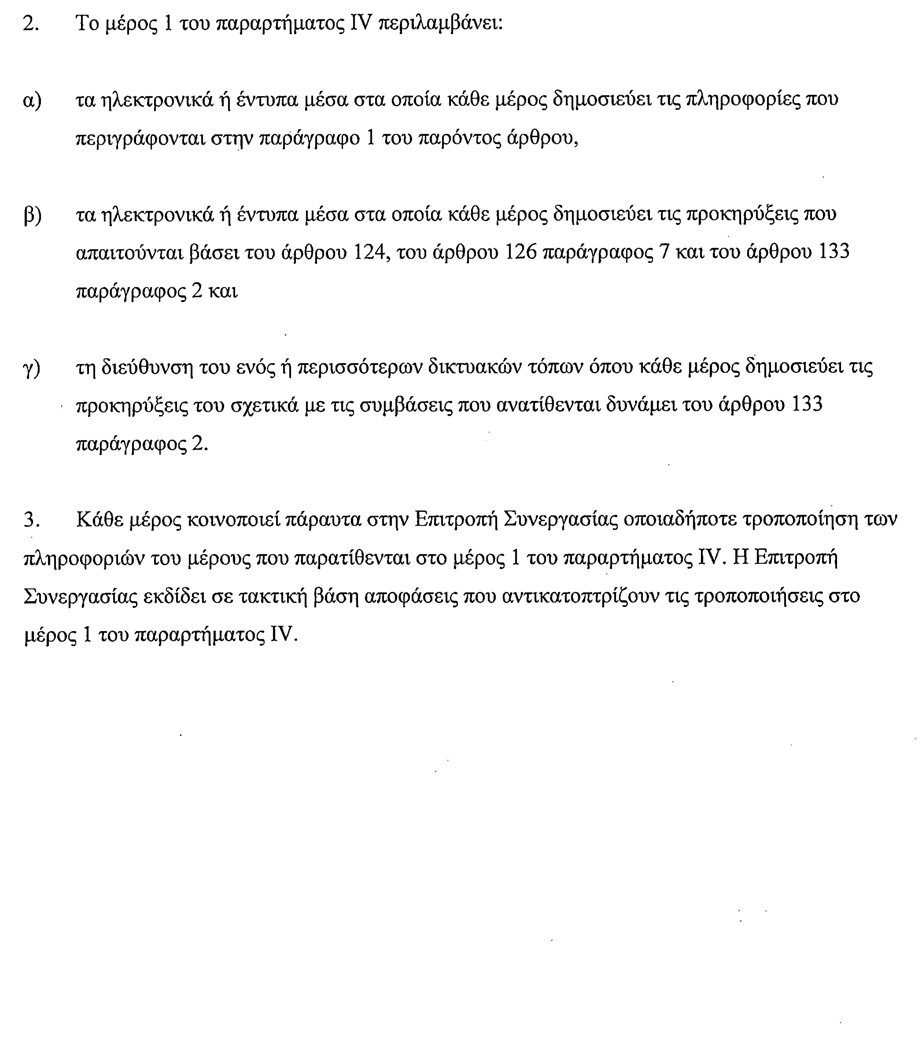 2. Το μέρος 1 του παραρτήματος IV περιλαμβάνει:
α) τα ηλεκτρονικά ή έντυπα μέσα στα οποία κάθε μέρος δημοσιεύει τις πληροφορίες που
περιγράφονται στην παράγραφο 1 του παρόντος άρθρου,
β) τα ηλεκτρονικά ή έντυπα μέσα στα οποία κάθε μέρος δημοσιεύει τις προκηρύξεις που
απαιτούνται βάσει του άρθρου 124, του άρθρου 126 παράγραφος 7 και του άρθρου 133
παράγραφος 2 και
γ) τη διεύθυνση του ενός ή περισσότερων δικτυακών τόπων όπου κάθε μέρος δημοσιεύει τις
προκηρύξεις του σχετικά με τις συμβάσεις που ανατίθενται δυνάμει του άρθρου 133
παράγραφος 2.
3. Κάθε μέρος κοινοποιεί πάραυτα στην Επιτροπή Συνεργασίας οποιαδήποτε τροποποίηση των
πληροφοριών του μέρους που παρατίθενται στο μέρος 1 του παραρτήματος IV. Η Επιτροπή
Συνεργασίας εκδίδει σε τακτική βάση αποφάσεις που αντικατοπτρίζουν τις τροποποιήσεις στο
μέρος 1 του παραρτήματος IV.